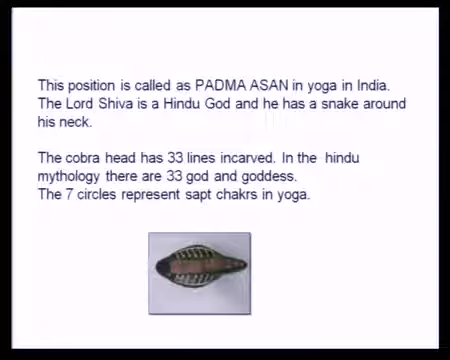 This position is called as PADMA ASAN in yoga in India.
The Lord Shiva is a Hindu God and he has a snake around
his neck.
The cobra head has 33 lines incarved. In the hindu
mythology there are 33 god and goddess.
The 7 circles represent sapt chakrs in yoga.